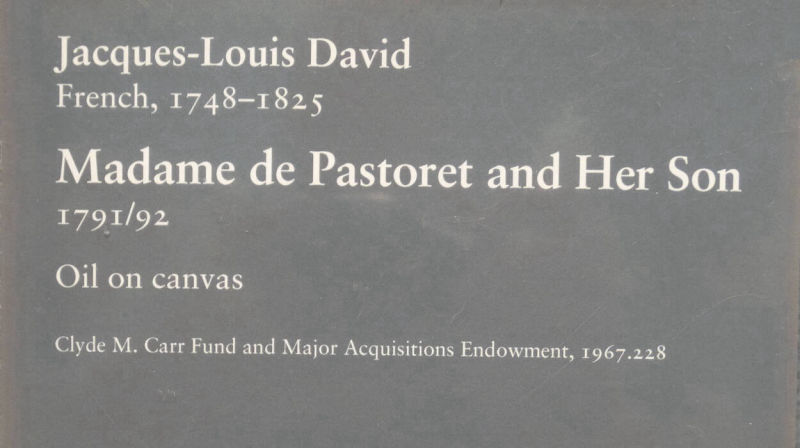 Jacques-Louis David
French, 1748–1825
Madame de Pastoret and Her Son
1791/92
Oil on canvas
Clyde M. Carr Fund and Major Acquisitions Endowment, 1967.228